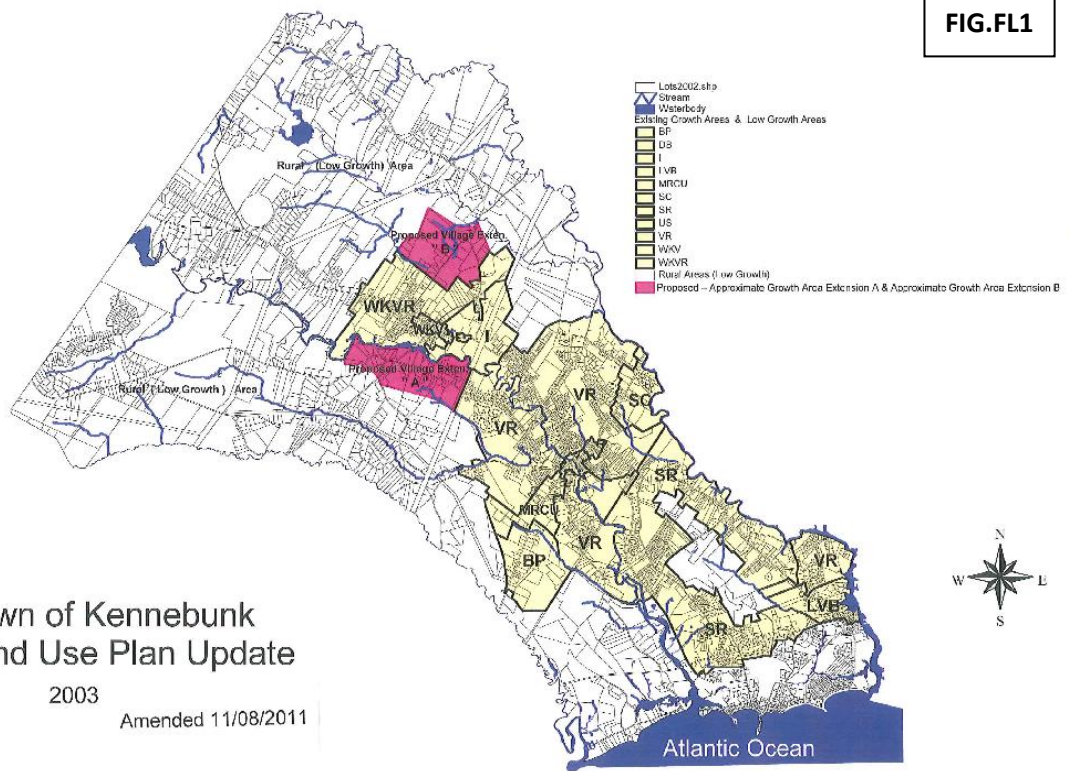 FIG.FL1
Lots2002.shp
Stream
Waterbody
Existing Growth Areas & Low Growth Areas
BP
DB
I
LVB
MRCU
SC
SR
US
VR
WKV
WKVR
Rural Areas (Low Growth)
Proposed - Approximate Growth Area Extension A & Approximate Growth Area Extension B
Rural (Low Growth) Area
Proposed Village Exten.
"B"
WKVR
WKV
I
Proposed Village Exten.
"A"
Rural (Low Growth) Area
VR
SC
VR
SR
MRCU
VR
BP
VR
LVB
SR
N
W E
S
wn of Kennebunk
nd Use Plan Update
2003
Amended 11/08/2011
Atlantic Ocean